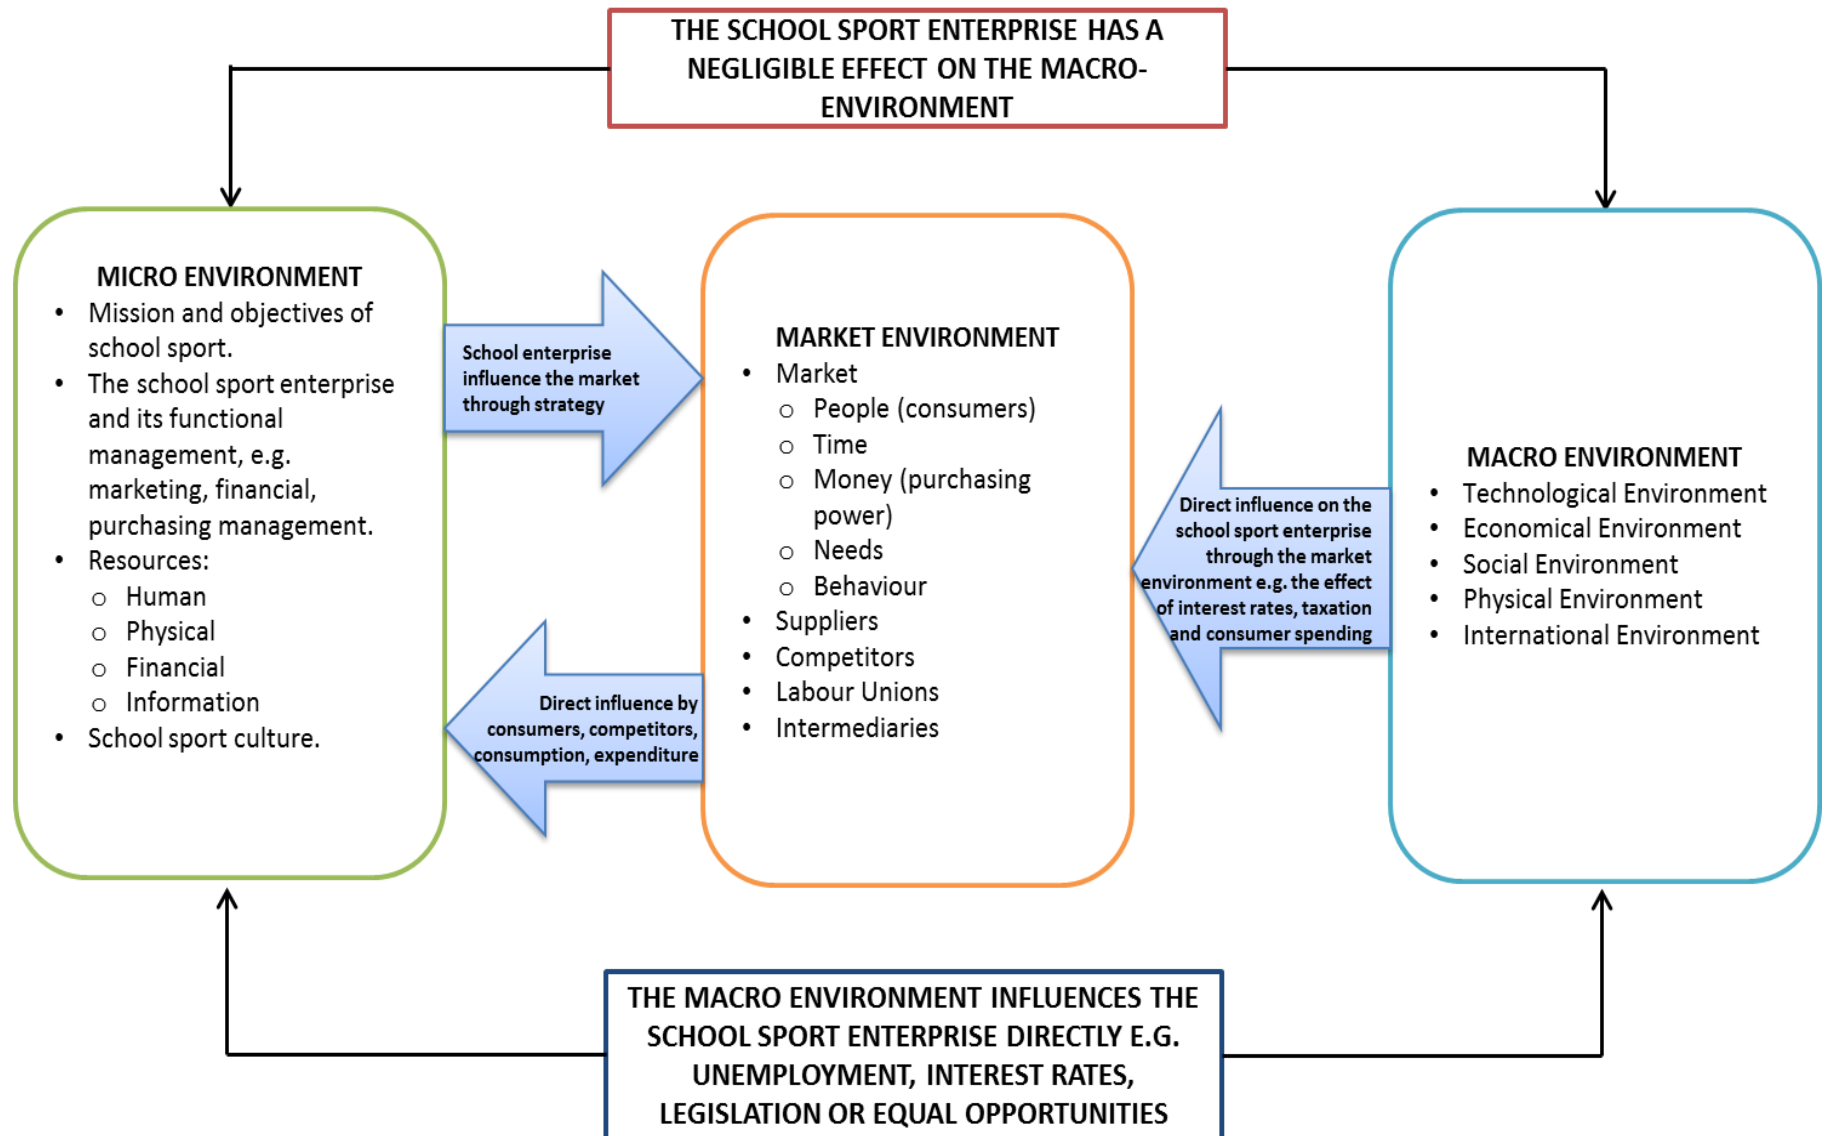 THE SCHOOL SPORT ENTERPRISE HAS A
NEGLIGIBLE EFFECT ON THE MACRO-
ENVIRONMENT
MICRO ENVIRONMENT
• Mission and objectives of
school sport.
• The school sport enterprise
and its functional
management, e.g.
marketing, financial,
purchasing management.
• Resources:
o Human
o Physical
o Financial
o Information
• School sport culture.
School enterprise
influence the market
through strategy
Direct influence by
consumers, competitors,
consumption, expenditure
MARKET ENVIRONMENT
• Market
o People (consumers)
o Time
o Money (purchasing
power)
o Needs
o Behaviour
• Suppliers
• Competitors
• Labour Unions
• Intermediaries
Direct influence on the
school sport enterprise
through the market
environment e.g. the effect
of interest rates, taxation
and consumer spending
MACRO ENVIRONMENT
• Technological Environment
• Economical Environment
• Social Environment
• Physical Environment
• International Environment
THE MACRO ENVIRONMENT INFLUENCES THE
SCHOOL SPORT ENTERPRISE DIRECTLY E.G.
UNEMPLOYMENT, INTEREST RATES,
LEGISLATION OR EQUAL OPPORTUNITIES